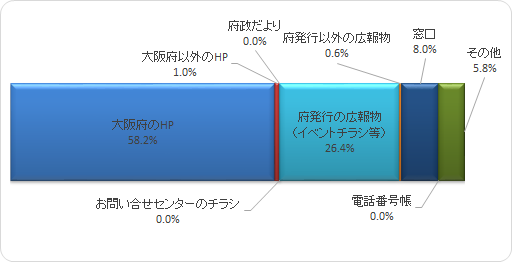 府政だより
0.0%
府発行以外の広報物
0.6%
窓口
8.0%
その他
5.8%
大阪府以外のHP
1.0%
大阪府のHP
58.2%
府発行の広報物
（イベントチラシ等）
26.4%
お問い合せセンターのチラシ
0.0%
電話番号帳
0.0%